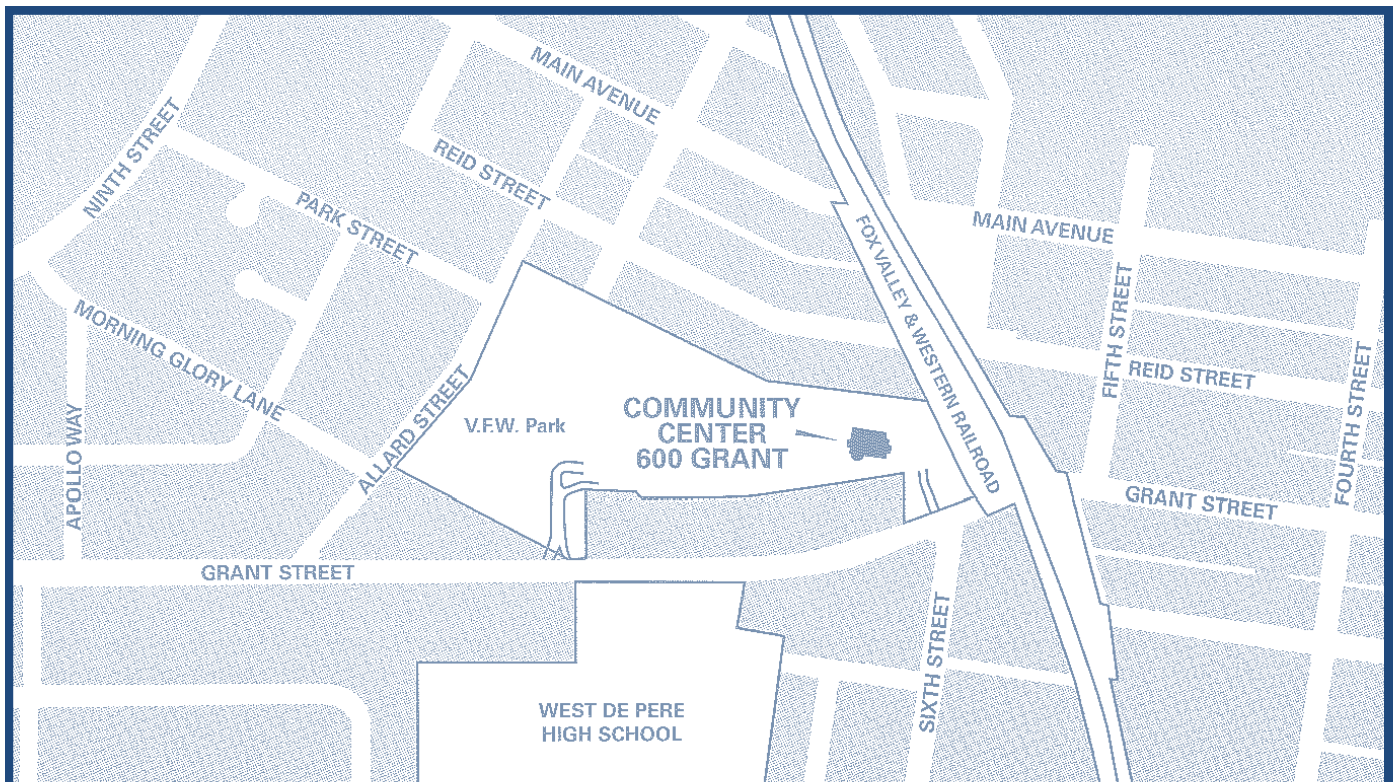 MAIN AVENUE
NINTH STREET
REID STREET
PARK STREET
MAIN AVENUE
FOX VALLEY & WESTERN RAILROAD
FIFTH STREET
MORNING GLORY LANE
REID STREET
FOURTH STREET
ALLARD STREET
V.F.W. Park
COMMUNITY
CENTER
600 GRANT
APOLLO WAY
GRANT STREET
GRANT STREET
SIXTH STREET
WEST DE PERE
HIGH SCHOOL